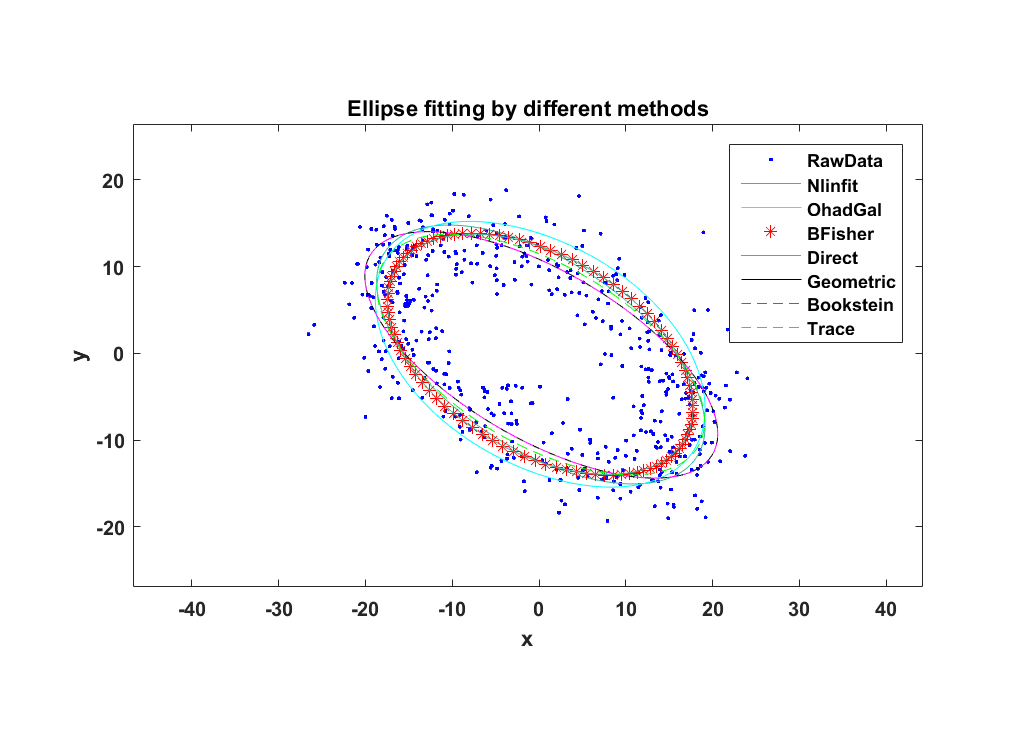 Ellipse fitting by different methods
RawData
Nlinfit
OhadGal
BFisher
Direct
Geometric
Bookstein
Trace
20
10
0
-10
-20
y
-40 -30 -20 -10 0 10 20 30 40
x